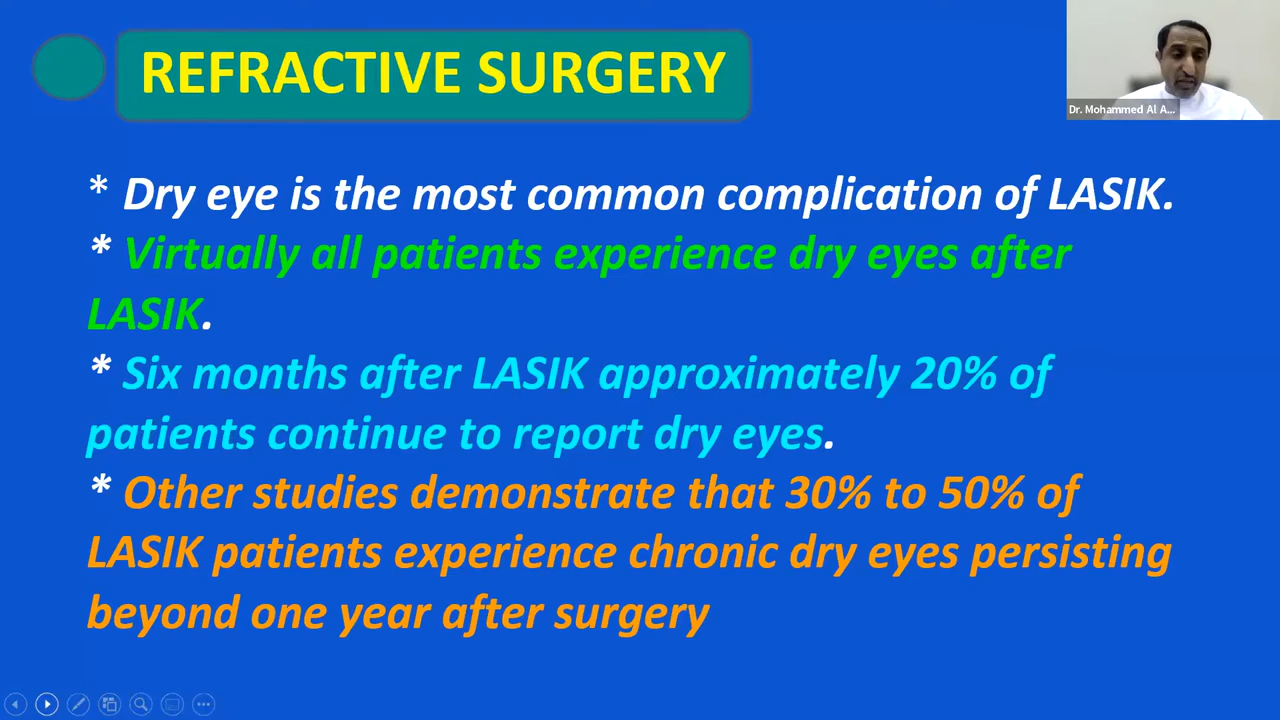 REFRACTIVE SURGERY
Dr. Mohammed Al A...
* Dry eye is the most common complication of LASIK.
* Virtually all patients experience dry eyes after
LASIK.
* Six months after LASIK approximately 20% of
patients continue to report dry eyes.
* Other studies demonstrate that 30% to 50% of
LASIK patients experience chronic dry eyes persisting
beyond one year after surgery